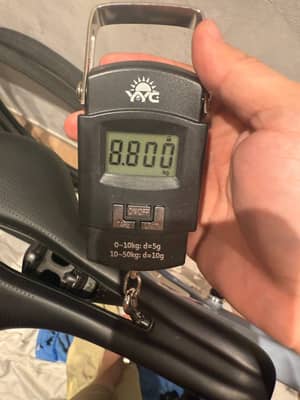 YYC
8.800
kg
ON/OFF
0~10kg: d=5g
10~50kg: d=10g